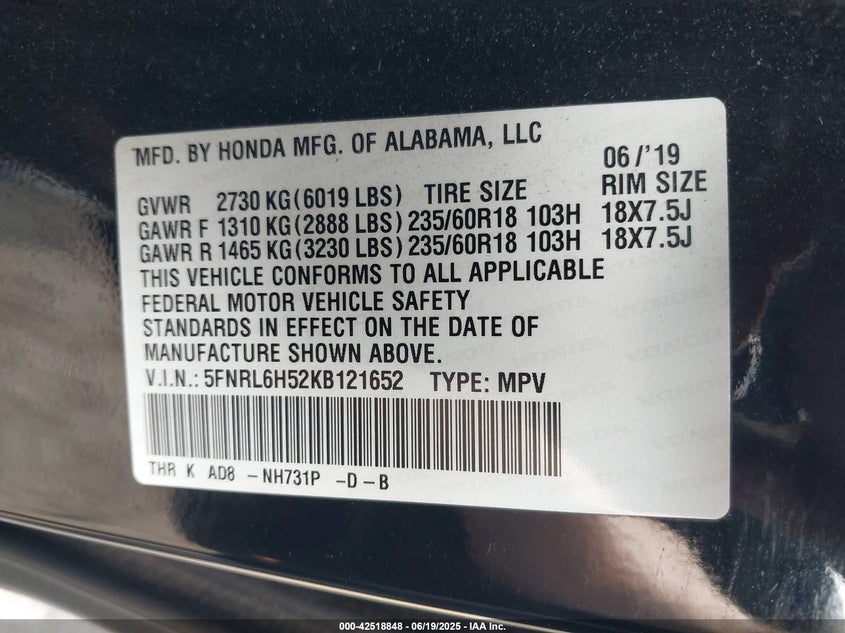 MFD. BY HONDA MFG. OF ALABAMA, LLC 06/'19
GVWR 2730 KG(6019 LBS) TIRE SIZE RIM SIZE
GAWR F 1310 KG(2888 LBS) 235/60R18 103H 18X7.5J
GAWR R 1465 KG(3230 LBS) 235/60R18 103H 18X7.5J
THIS VEHICLE CONFORMS TO ALL APPLICABLE
FEDERAL MOTOR VEHICLE SAFETY
STANDARDS IN EFFECT ON THE DATE OF
MANUFACTURE SHOWN ABOVE.
V.I.N.: 5FNRL6H52KB121652 TYPE: MPV
THR K AD8 -NH731P -D-B
000-42518848 - 06/19/2025 - IAA Inc.